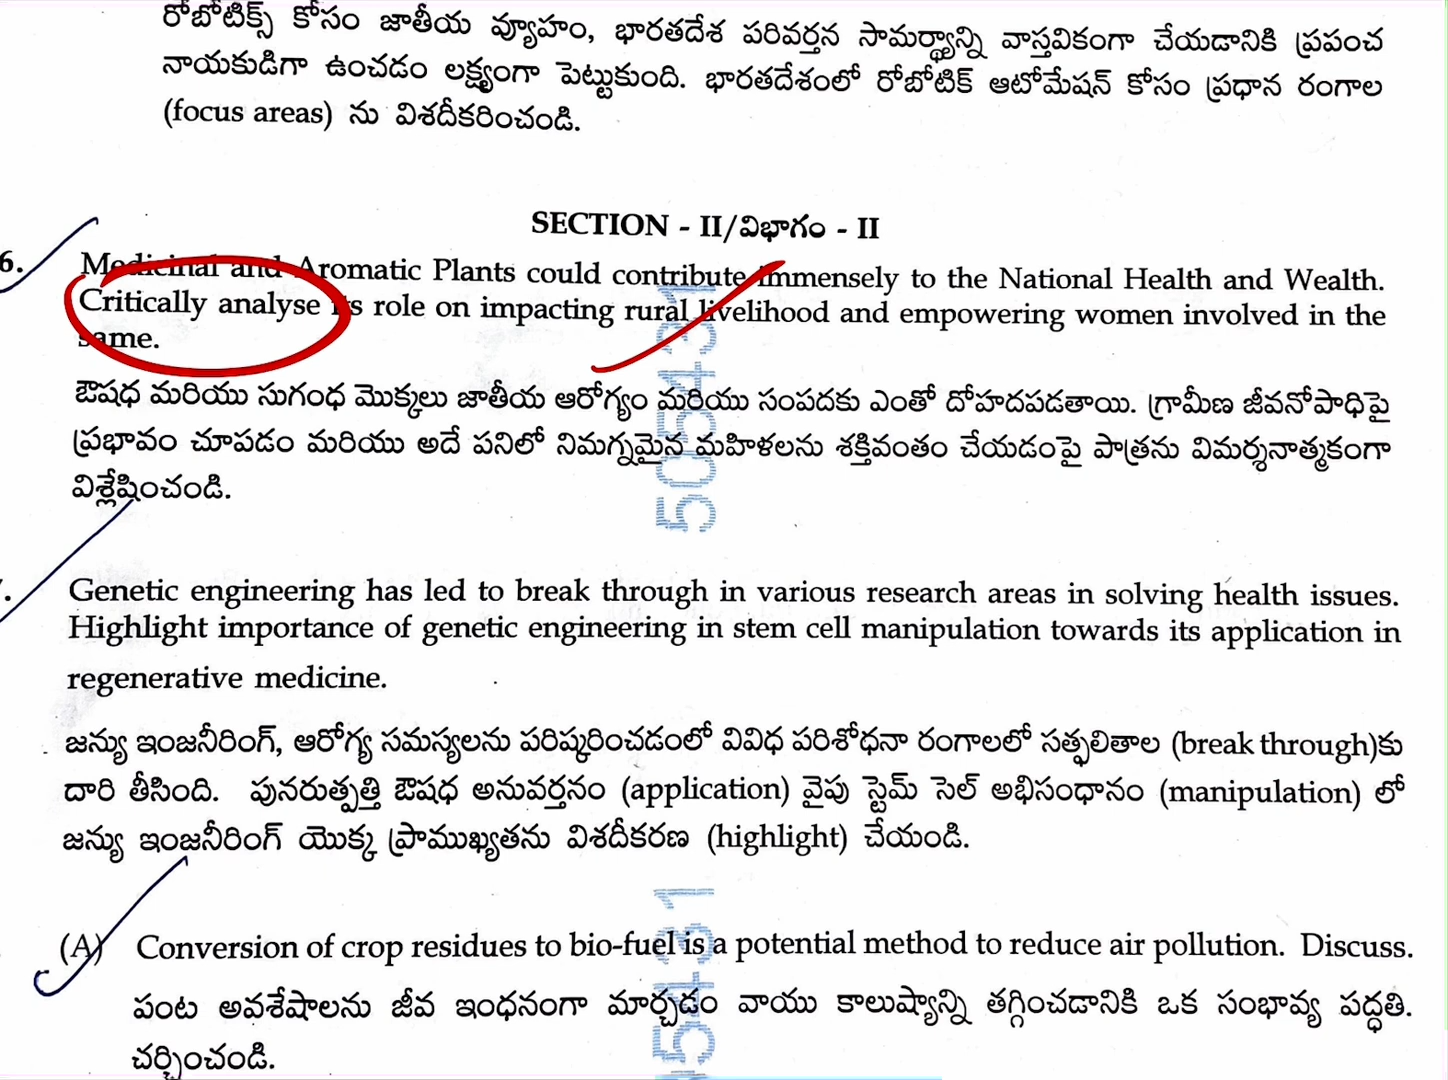 రోబోటిక్స్ కోసం జాతీయ వ్యూహం, భారతదేశ పరివర్తన సామర్థ్యాన్ని వాస్తవికంగా చేయడానికి ప్రపంచ
నాయకుడిగా ఉంచడం లక్ష్యంగా పెట్టుకుంది. భారతదేశంలో రోబోటిక్ ఆటోమేషన్ కోసం ప్రధాన రంగాల
(focus areas) ను విశదీకరించండి.
SECTION - II/విభాగం - II
6. Medicinal and Aromatic Plants could contribute immensely to the National Health and Wealth.
Critically analyse its role on impacting rural livelihood and empowering women involved in the
same.
ఔషధ మరియు సుగంధ మొక్కలు జాతీయ ఆరోగ్యం మరియు సంపదకు ఎంతో దోహదపడతాయి. గ్రామీణ జీవనోపాధిపై
ప్రభావం చూపడం మరియు అదే పనిలో నిమగ్నమైన మహిళలను శక్తివంతం చేయడంపై పాత్రను విమర్శనాత్మకంగా
విశ్లేషించండి.
Genetic engineering has led to break through in various research areas in solving health issues.
Highlight importance of genetic engineering in stem cell manipulation towards its application in
regenerative medicine.
జన్యు ఇంజనీరింగ్, ఆరోగ్య సమస్యలను పరిష్కరించడంలో వివిధ పరిశోధనా రంగాలలో సత్ఫలితాల (break through)కు
దారి తీసింది. పునరుత్పత్తి ఔషధ అనువర్తనం (application) వైపు స్టెమ్ సెల్ అభిసంధానం (manipulation) లో
జన్యు ఇంజనీరింగ్ యొక్క ప్రాముఖ్యతను విశదీకరణ (highlight) చేయండి.
(A) Conversion of crop residues to bio-fuel is a potential method to reduce air pollution. Discuss.
పంట అవశేషాలను జీవ ఇంధనంగా మార్చడం వాయు కాలుష్యాన్ని తగ్గించడానికి ఒక సంభావ్య పద్ధతి.
చర్చించండి.